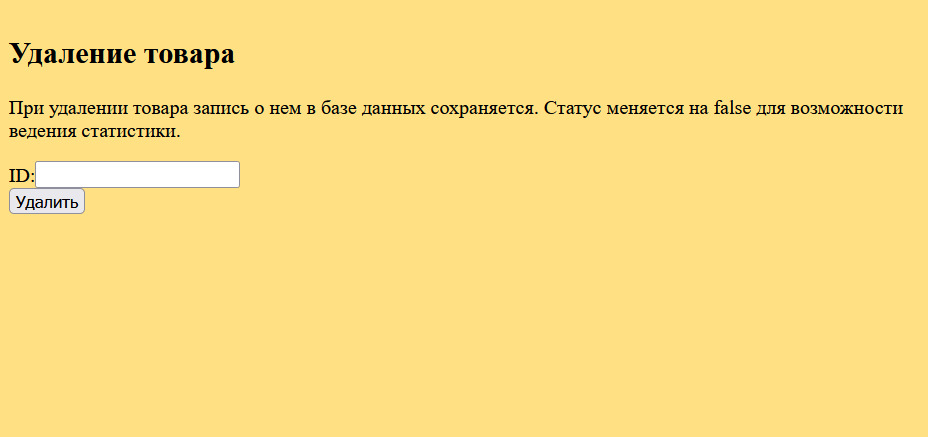 Удаление товара
При удалении товара запись о нем в базе данных сохраняется. Статус меняется на false для возможности
ведения статистики.
ID:
Удалить